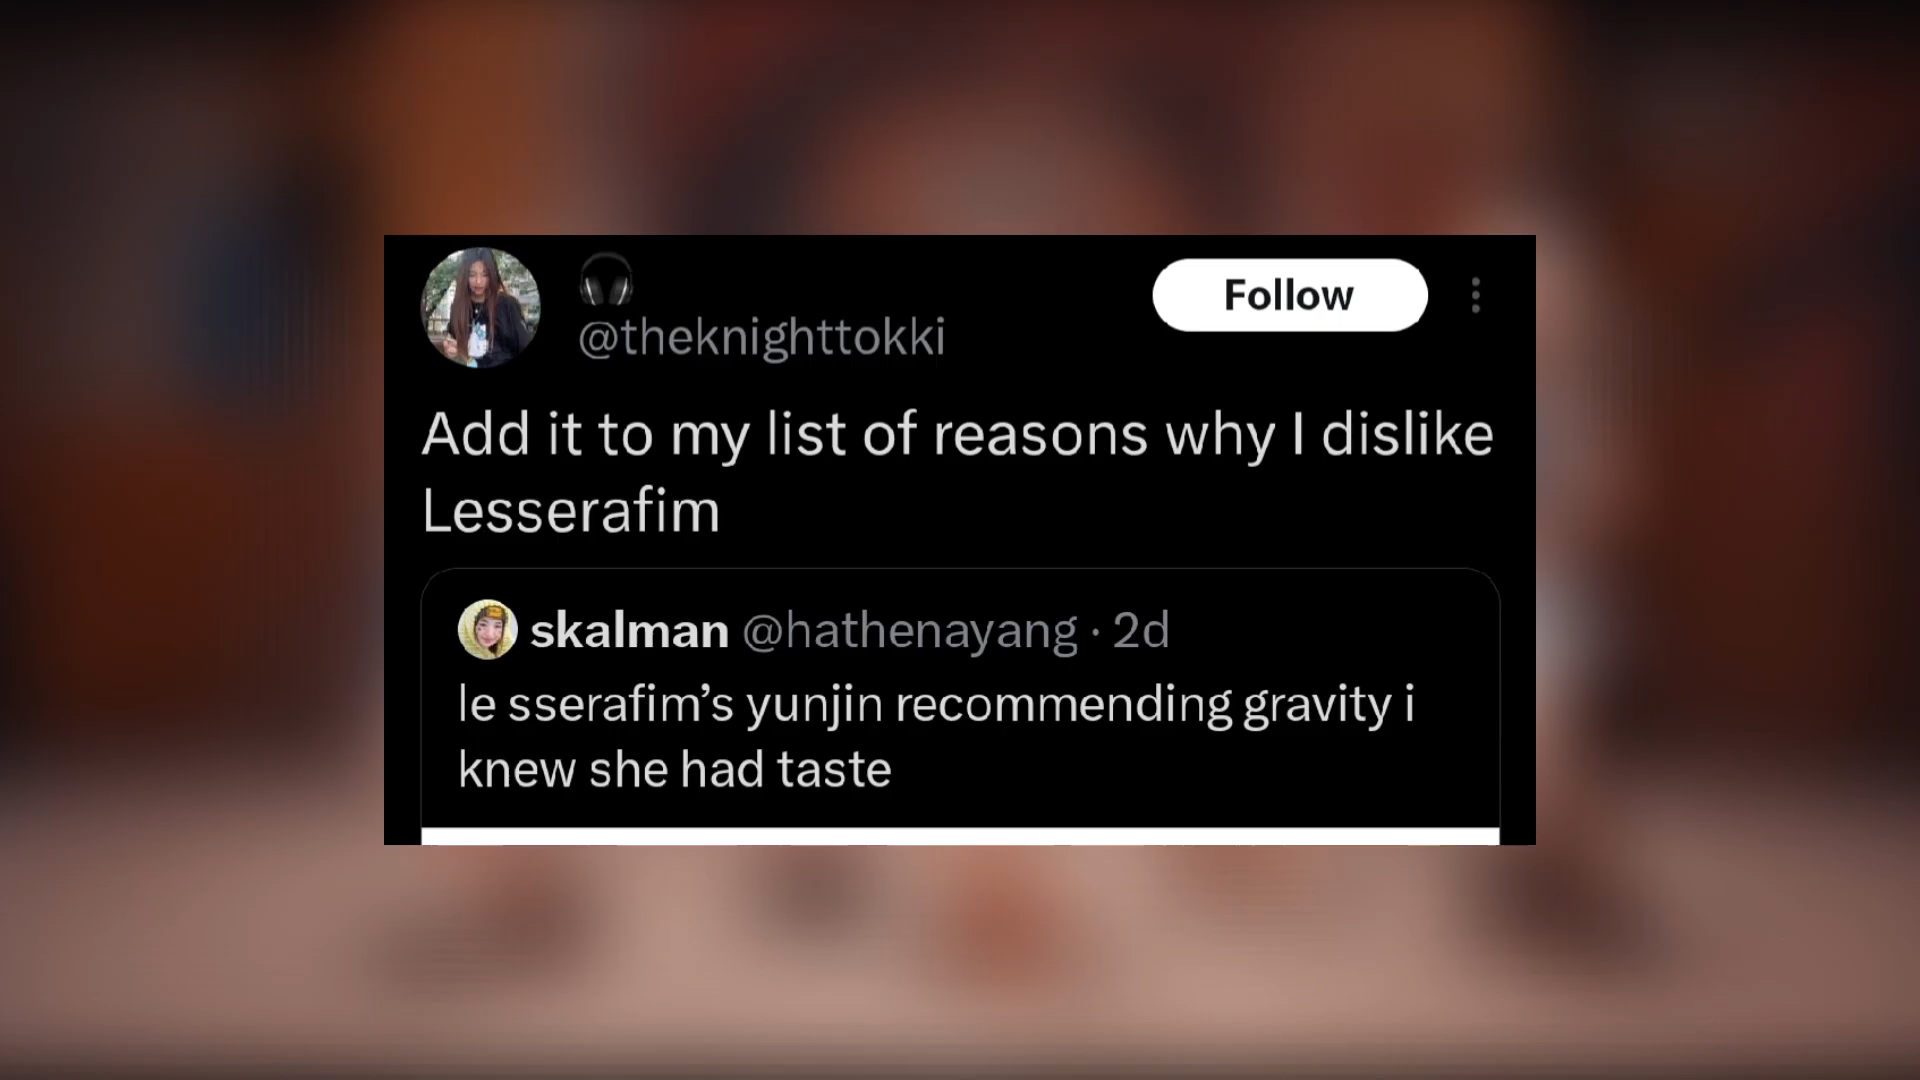 🎧
@theknighttokki
Follow
Add it to my list of reasons why I dislike
Lesserafim
skalman @hathenayang · 2d
le sserafim’s yunjin recommending gravity i
knew she had taste